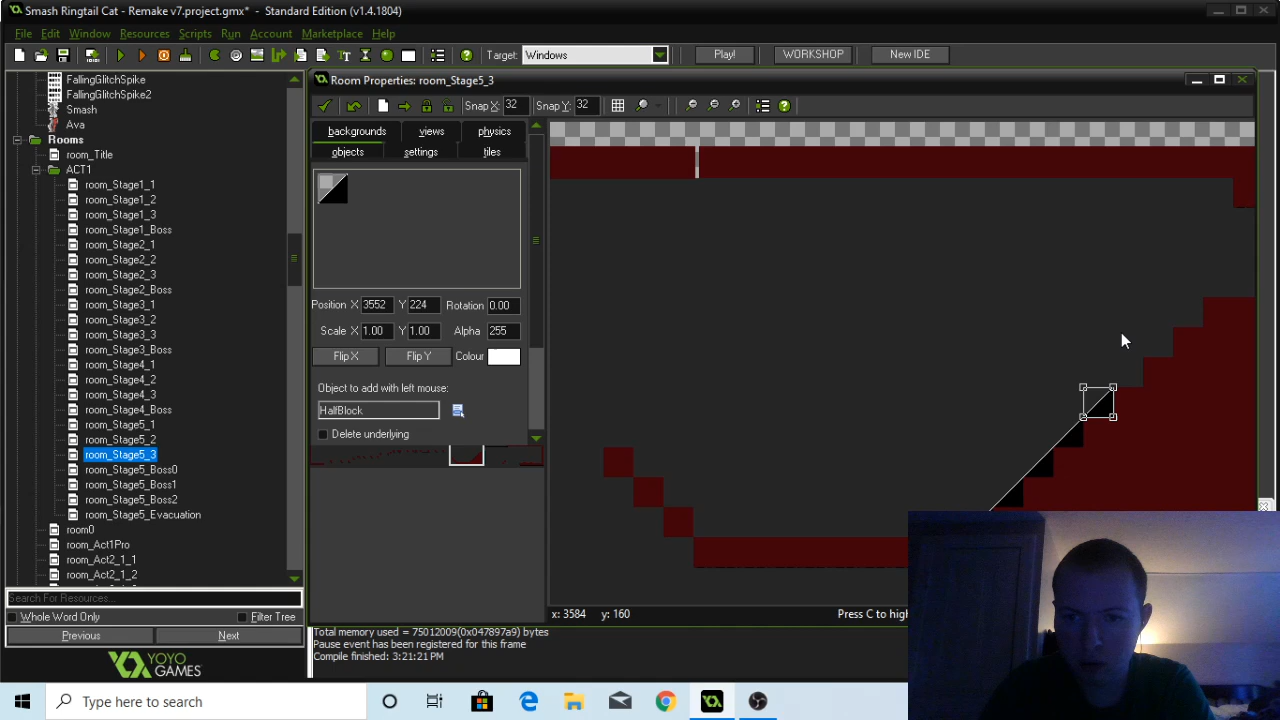 Smash Ringtail Cat - Remake v7.project.gmx* - Standard Edition (v1.4.1804)
File Edit Window Resources Scripts Run Account Marketplace Help
Target: Windows Play! WORKSHOP New IDE
FallingGlitchSpike
FallingGlitchSpike2
Smash
Ava
Rooms
room_Title
ACT1
room_Stage1_1
room_Stage1_2
room_Stage1_3
room_Stage1_Boss
room_Stage2_1
room_Stage2_2
room_Stage2_3
room_Stage2_Boss
room_Stage3_1
room_Stage3_2
room_Stage3_3
room_Stage3_Boss
room_Stage4_1
room_Stage4_2
room_Stage4_3
room_Stage4_Boss
room_Stage5_1
room_Stage5_2
room_Stage5_3
room_Stage5_Boss0
room_Stage5_Boss1
room_Stage5_Boss2
room_Stage5_Evacuation
room0
room_Act1Pro
room_Act2_1_1
room_Act2_1_2
Search For Resources...
Whole Word Only Filter Tree
Previous Next
YOYO
GAMES
Room Properties: room_Stage5_3
Snap X: 32 Snap Y: 32
backgrounds views physics
objects settings tiles
Position X 3552 Y 224 Rotation 0.00
Scale X 1.00 Y 1.00 Alpha 255
Flip X Flip Y Colour
Object to add with left mouse:
HalfBlock
Delete underlying
x: 3584 y: 160 Press C to high
Total memory used = 75012009(0x047897a9) bytes
Pause event has been registered for this frame
Compile finished: 3:21:21 PM
Type here to search